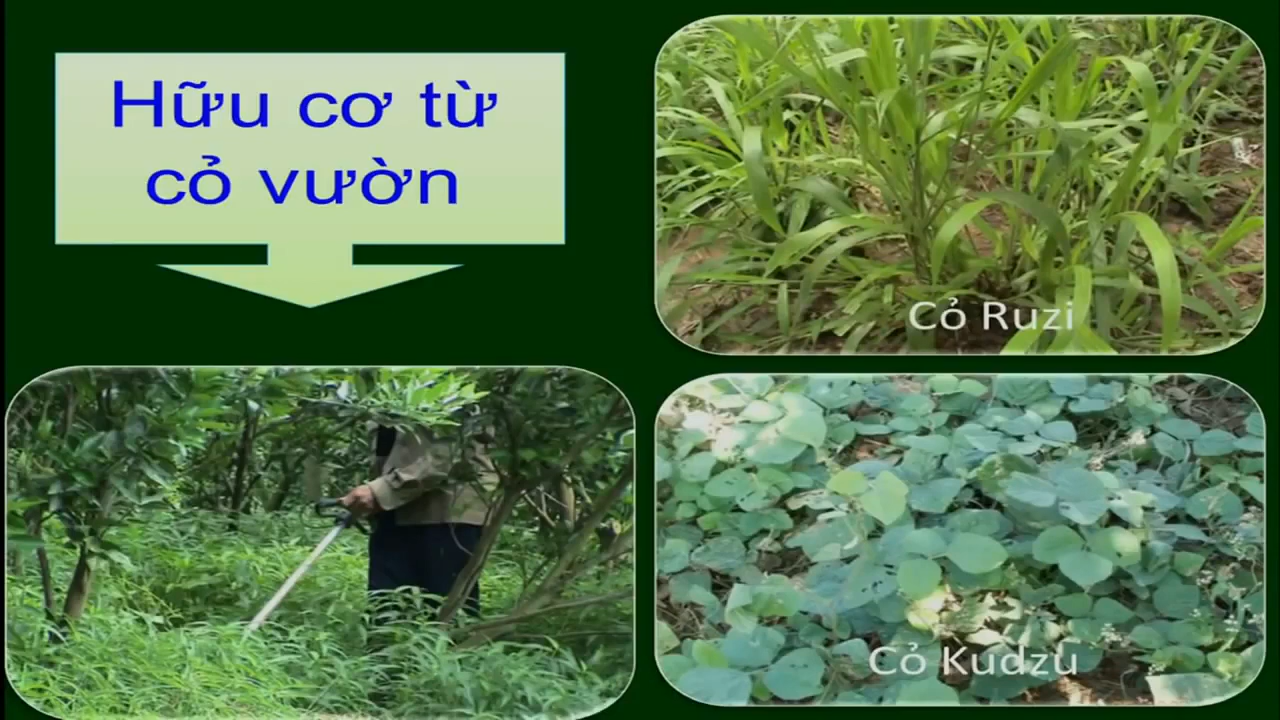 Hữu cơ từ
cỏ vườn
Cỏ Ruzi
Cỏ Kudzu